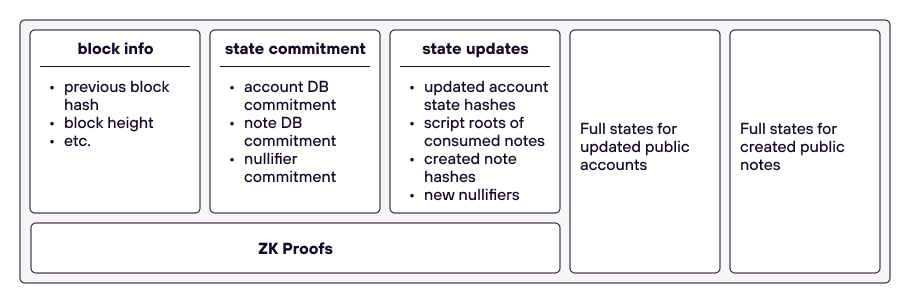 block info
• previous block
hash
• block height
• etc.
state commitment
• account DB
commitment
• note DB
commitment
• nullifier
commitment
state updates
• updated account
state hashes
• script roots of
consumed notes
• created note
hashes
• new nullifiers
ZK Proofs
Full states for
updated public
accounts
Full states for
created public
notes